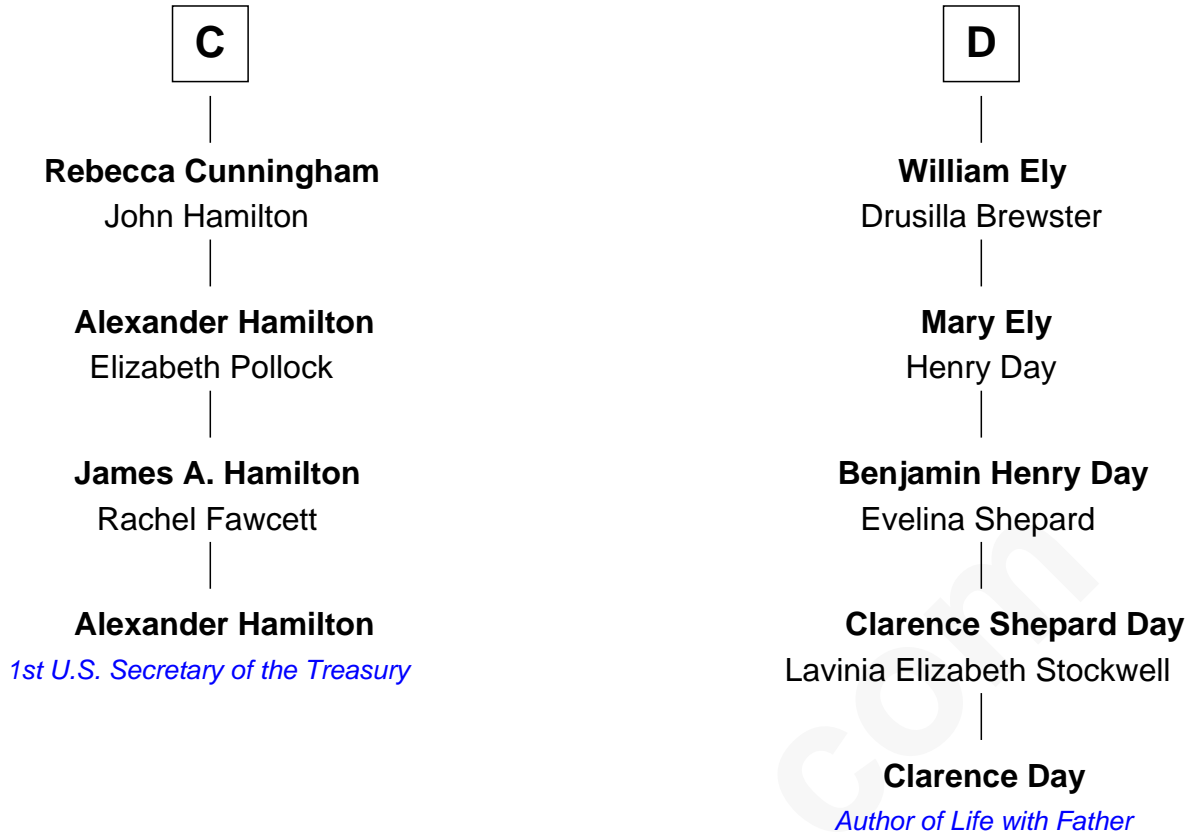 C
Rebecca Cunningham
John Hamilton
Alexander Hamilton
Elizabeth Pollock
James A. Hamilton
Rachel Fawcett
Alexander Hamilton
1st U.S. Secretary of the Treasury
D
William Ely
Drusilla Brewster
Mary Ely
Henry Day
Benjamin Henry Day
Evelina Shepard
Clarence Shepard Day
Lavinia Elizabeth Stockwell
Clarence Day
Author of Life with Father
com